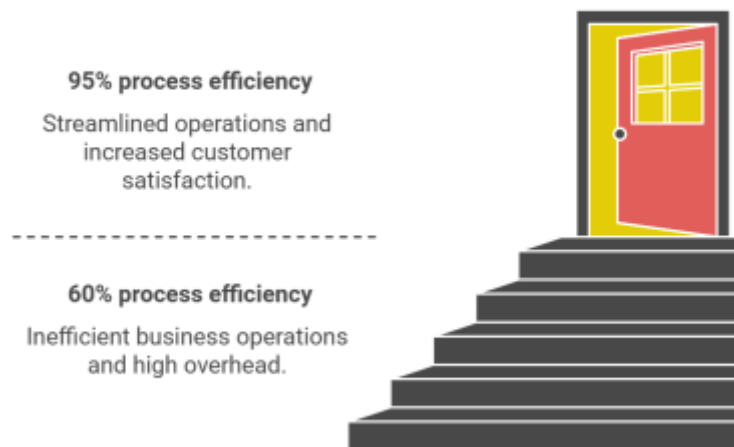 95% process efficiency
Streamlined operations and
increased customer
satisfaction.
60% process efficiency
Inefficient business operations
and high overhead.